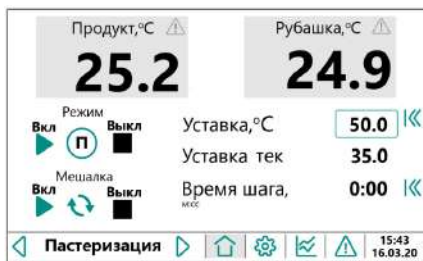 Продукт,°C
Рубашка,°C
25.2
24.9
Режим
Вкл П Выкл
Уставка,°C 50.0
Уставка тек 35.0
Мешалка
Вкл Выкл
Время шага, 0:00
Пастеризация
15:43
16.03.20